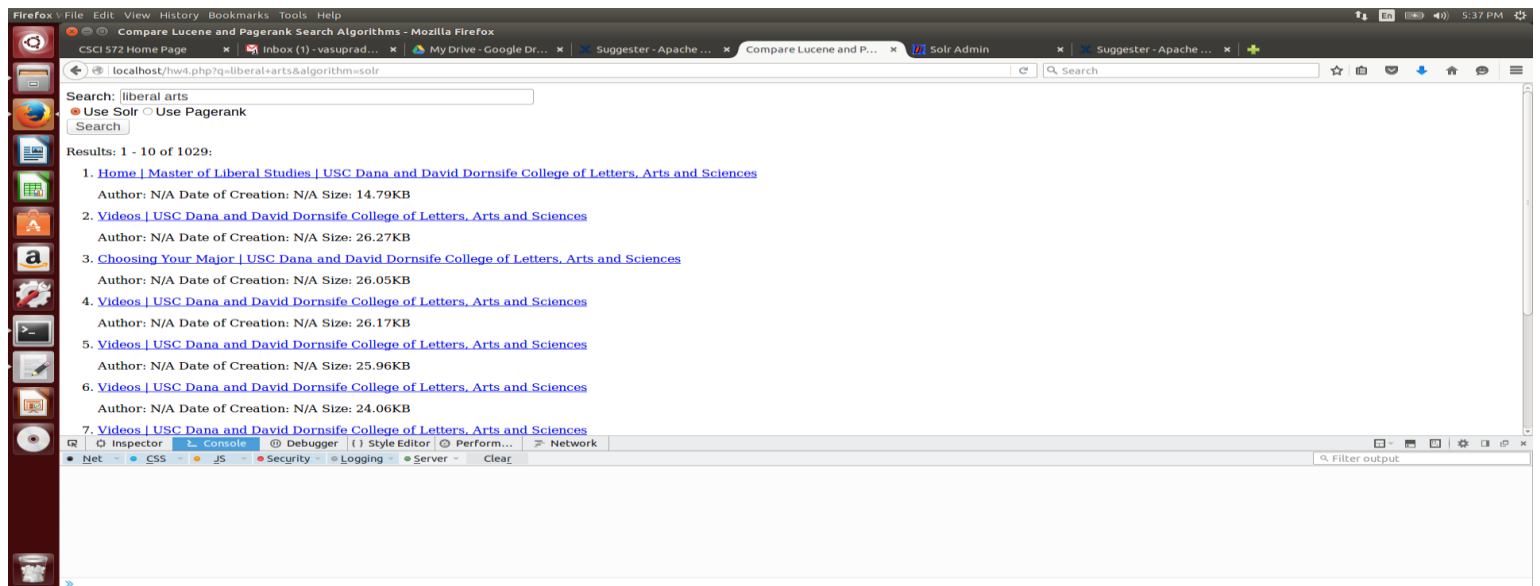 Firefox File Edit View History Bookmarks Tools Help En 5:37 PM
Compare Lucene and Pagerank Search Algorithms - Mozilla Firefox
CSCI 572 Home Page Inbox (1) - vasuprad... My Drive - Google Dr... Suggester - Apache ... Compare Lucene and P... Solr Admin Suggester - Apache ...
localhost/hw4.php?q=liberal+arts&algorithm=solr Search
Search: liberal arts
Use Solr Use Pagerank
Search
Results: 1 - 10 of 1029:
1. Home | Master of Liberal Studies | USC Dana and David Dornsife College of Letters, Arts and Sciences
Author: N/A Date of Creation: N/A Size: 14.79KB
2. Videos | USC Dana and David Dornsife College of Letters, Arts and Sciences
Author: N/A Date of Creation: N/A Size: 26.27KB
3. Choosing Your Major | USC Dana and David Dornsife College of Letters, Arts and Sciences
Author: N/A Date of Creation: N/A Size: 26.05KB
4. Videos | USC Dana and David Dornsife College of Letters, Arts and Sciences
Author: N/A Date of Creation: N/A Size: 26.17KB
5. Videos | USC Dana and David Dornsife College of Letters, Arts and Sciences
Author: N/A Date of Creation: N/A Size: 25.96KB
6. Videos | USC Dana and David Dornsife College of Letters, Arts and Sciences
Author: N/A Date of Creation: N/A Size: 24.06KB
7. Videos | USC Dana and David Dornsife College of Letters, Arts and Sciences
Inspector Console Debugger Style Editor Perform... Network
Net CSS JS Security Logging Server Clear Filter output